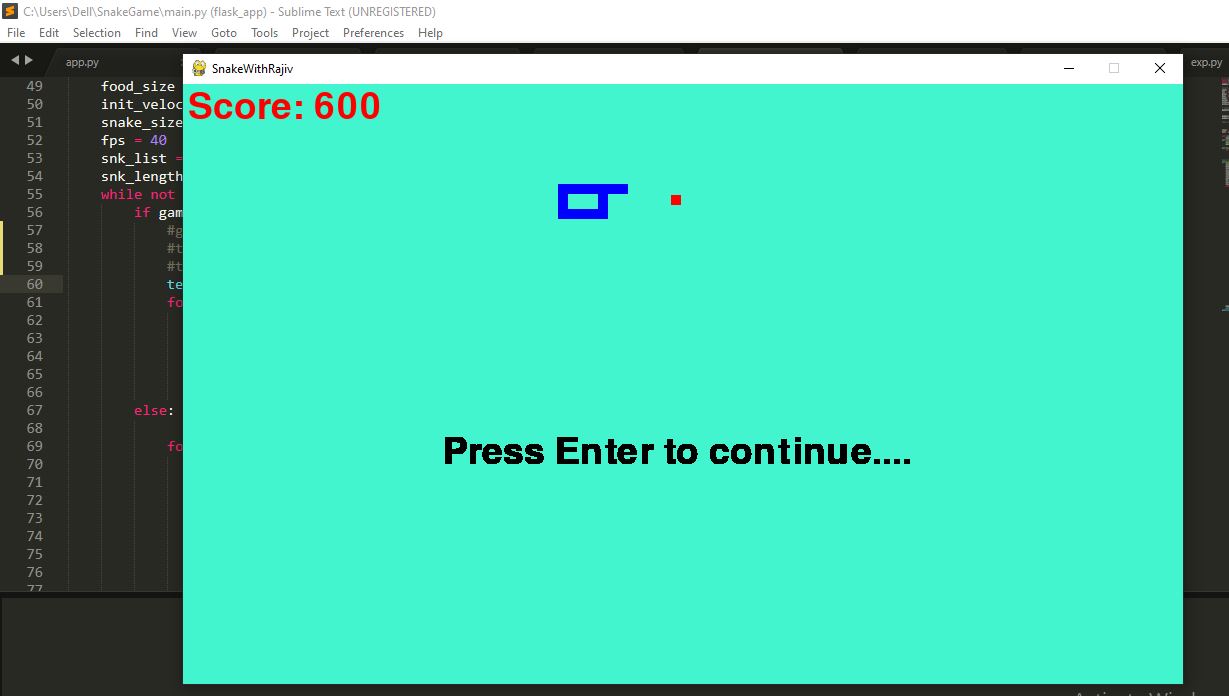 C:\Users\Dell\SnakeGame\main.py (flask_app) - Sublime Text (UNREGISTERED)
File Edit Selection Find View Goto Tools Project Preferences Help
app.py
exp.py
SnakeWithRajiv
Score: 600
Press Enter to continue....
49 food_size
50 init_veloc
51 snake_size
52 fps = 40
53 snk_list =
54 snk_length
55 while not
56 if gam
57 #g
58 #t
59 #t
60 te
61 fo
62
63
64
65
66
67 else:
68
69 fo
70
71
72
73
74
75
76
77